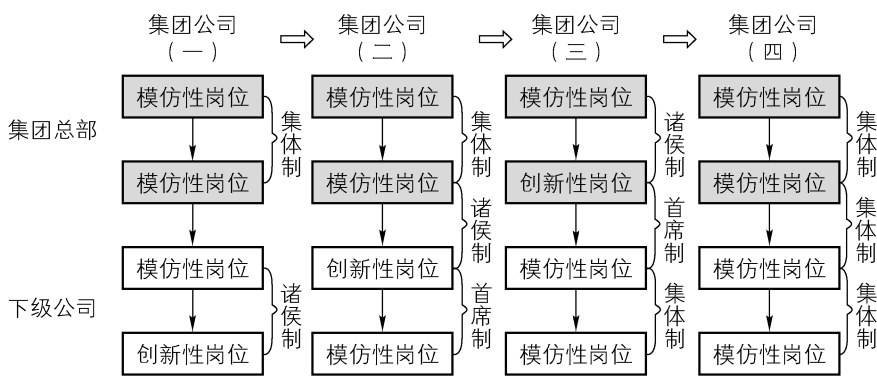 集团公司
（一）
集团公司
（二）
集团公司
（三）
集团公司
（四）
集团总部
下级公司
模仿性岗位
模仿性岗位
模仿性岗位
创新性岗位
集体制
诸侯制
模仿性岗位
模仿性岗位
创新性岗位
模仿性岗位
集体制
诸侯制
首席制
模仿性岗位
创新性岗位
模仿性岗位
模仿性岗位
诸侯制
首席制
集体制
模仿性岗位
模仿性岗位
模仿性岗位
模仿性岗位
集体制
集体制
集体制